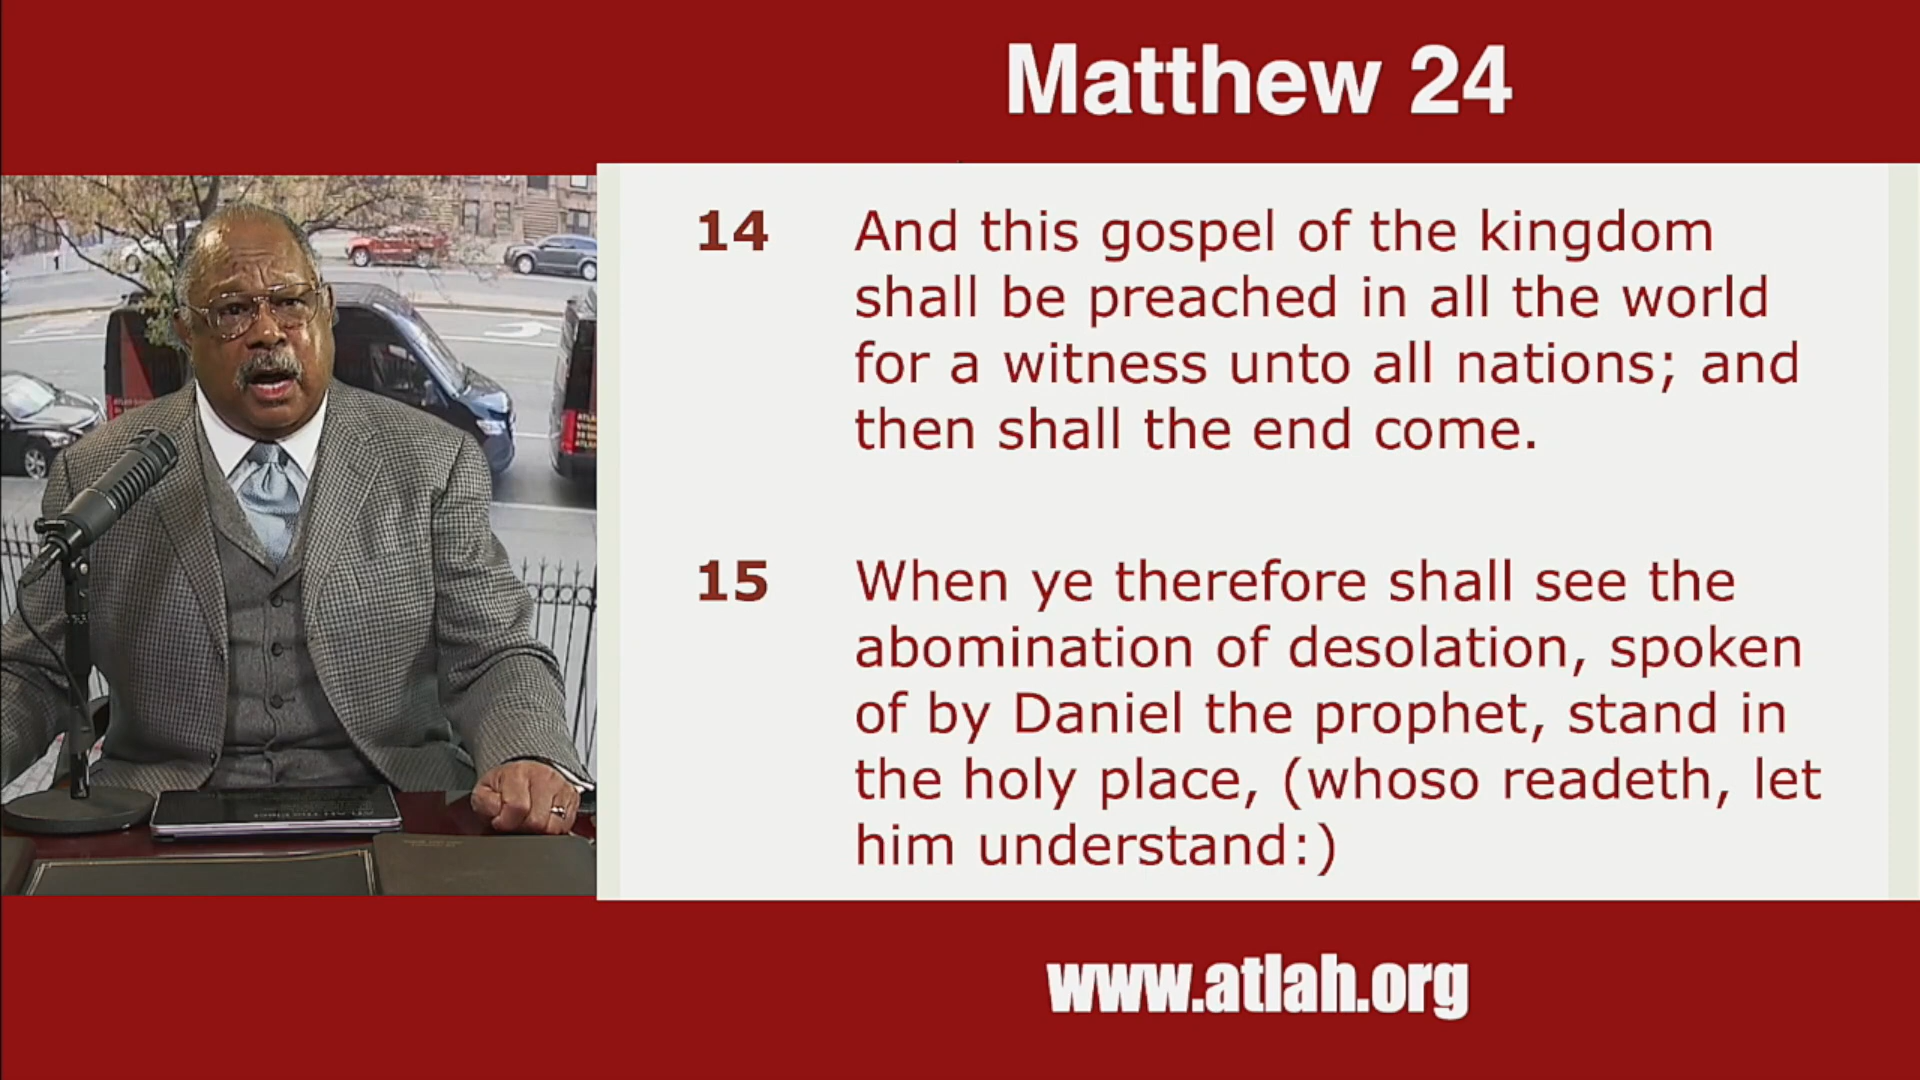 Matthew 24
14 And this gospel of the kingdom
shall be preached in all the world
for a witness unto all nations; and
then shall the end come.
15 When ye therefore shall see the
abomination of desolation, spoken
of by Daniel the prophet, stand in
the holy place, (whoso readeth, let
him understand:)
www.atlah.org